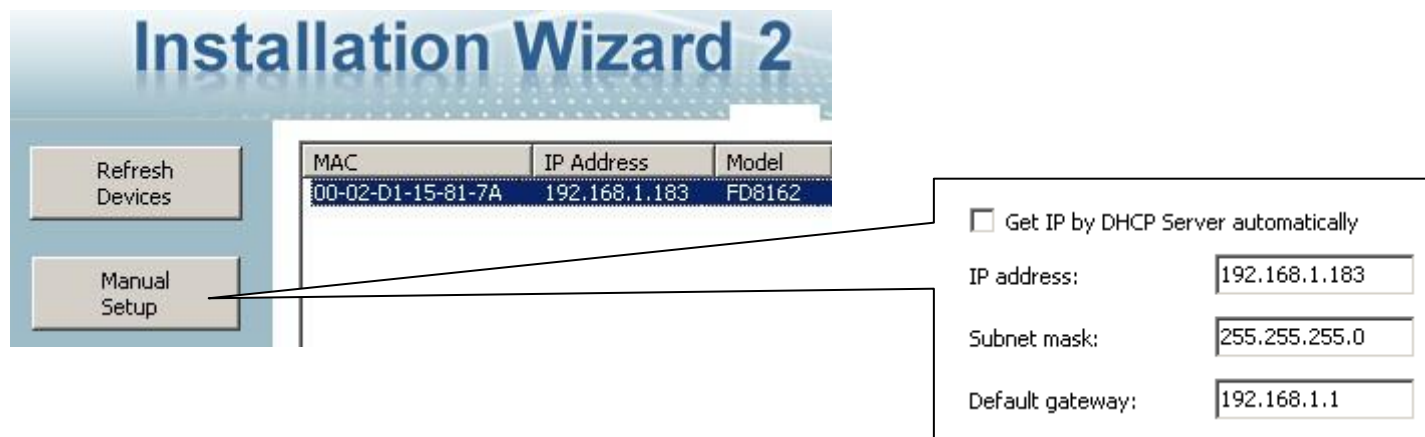 Installation Wizard 2
Refresh
Devices
Manual
Setup
MAC IP Address Model
00-02-D1-15-81-7A 192.168.1.183 FD8162
Get IP by DHCP Server automatically
IP address: 192.168.1.183
Subnet mask: 255.255.255.0
Default gateway: 192.168.1.1